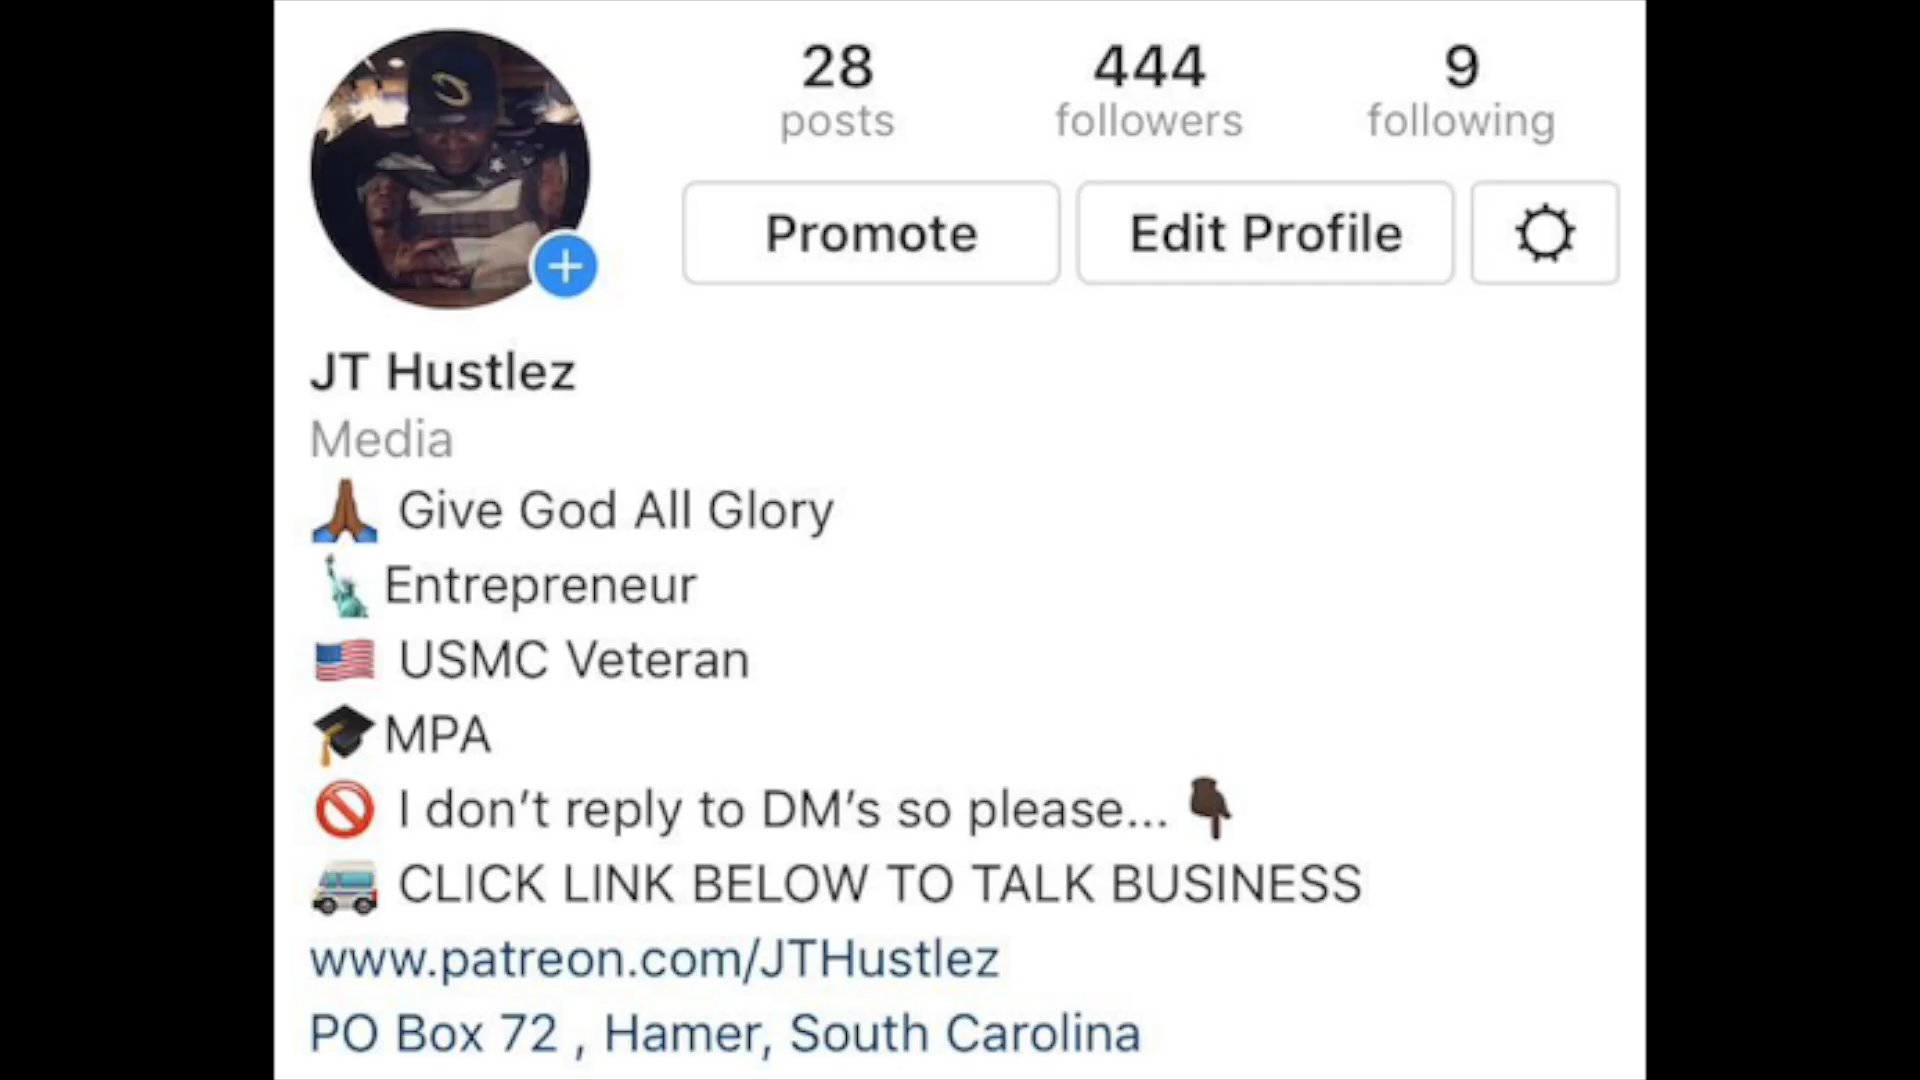 28 444 9
posts followers following
Promote Edit Profile
JT Hustlez
Media
🙏🏾 Give God All Glory
🗽Entrepreneur
🇺🇸 USMC Veteran
🎓MPA
🚫 I don’t reply to DM’s so please... 👇🏿
🚐 CLICK LINK BELOW TO TALK BUSINESS
www.patreon.com/JTHustlez
PO Box 72 , Hamer, South Carolina